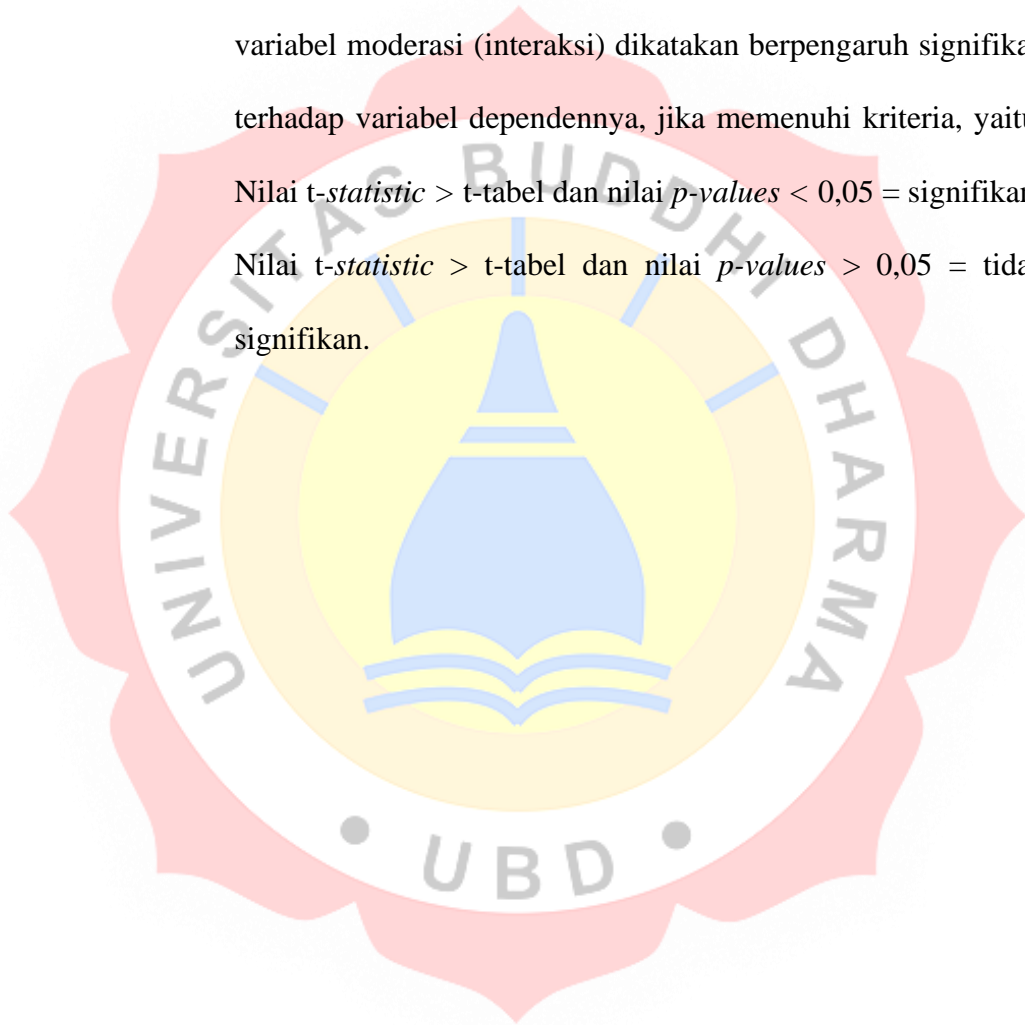 variabel moderasi (interaksi) dikatakan berpengaruh signifika
terhadap variabel dependennya, jika memenuhi kriteria, yaitu
Nilai t-statistic > t-tabel dan nilai p-values < 0,05 = signifikan
Nilai t-statistic > t-tabel dan nilai p-values > 0,05 = tida
signifikan.
UNIVERSITAS BUDDHI DHARMA
• UBD •